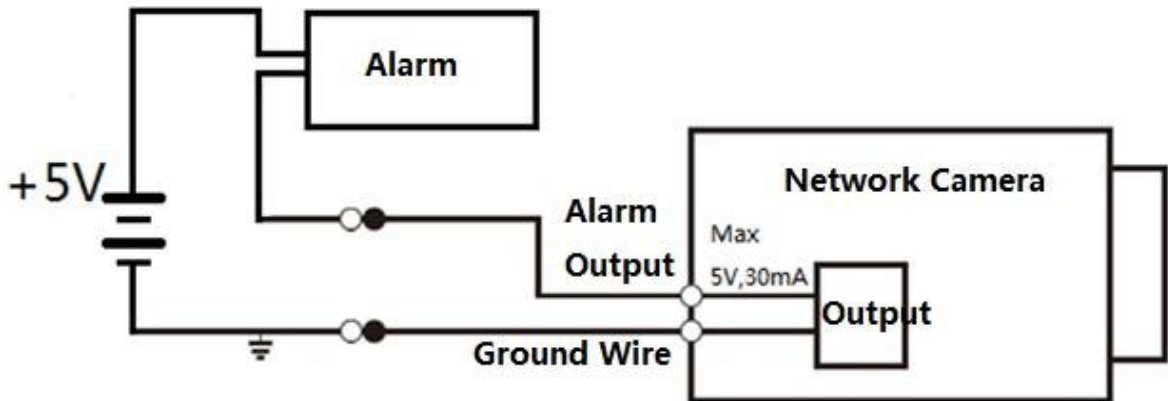 Alarm
+5V
Network Camera
Alarm
Output
Max
5V,30mA
Output
Ground Wire